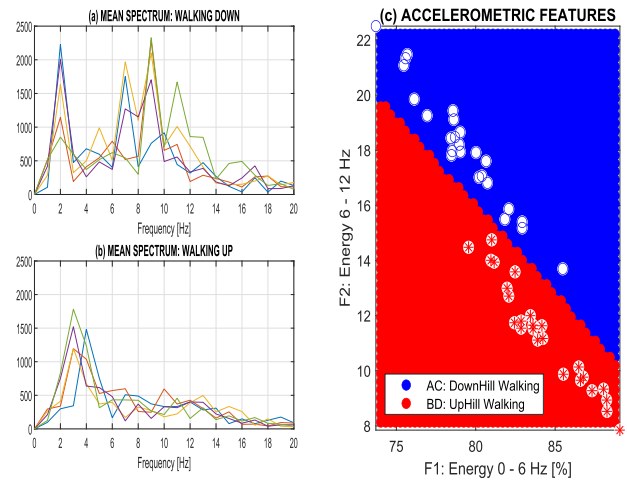 (a) MEAN SPECTRUM: WALKING DOWN
2500
2000
1500
1000
500
0
0 2 4 6 8 10 12 14 16 18 20
Frequency [Hz]
(b) MEAN SPECTRUM: WALKING UP
2500
2000
1500
1000
500
0
0 2 4 6 8 10 12 14 16 18 20
Frequency [Hz]
(c) ACCELEROMETRIC FEATURES
22
20
18
16
14
12
10
8
F2: Energy 6 - 12 Hz
AC: DownHill Walking
BD: UpHill Walking
75 80 85
F1: Energy 0 - 6 Hz [%]